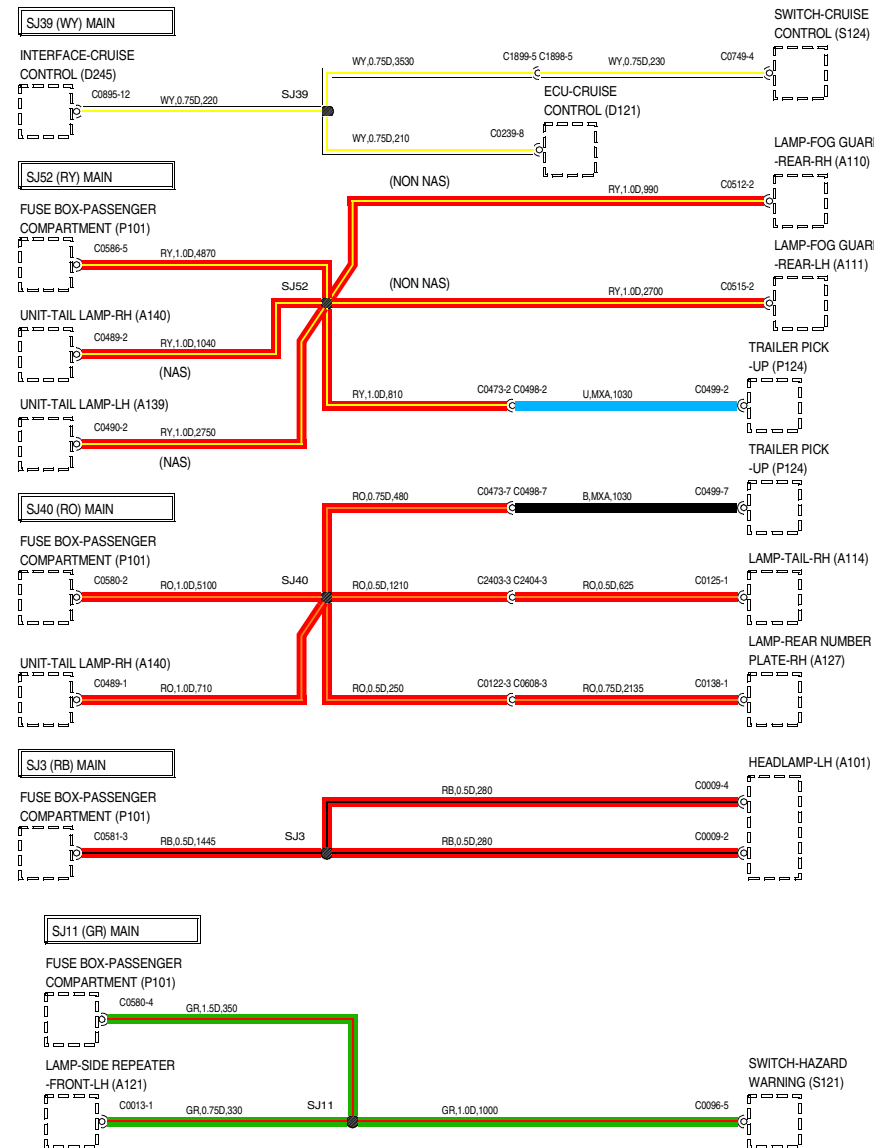 SJ39 (WY) MAIN
SWITCH-CRUISE
CONTROL (S124)
INTERFACE-CRUISE
CONTROL (D245)
C0895-12
WY,0.75D,220
SJ39
WY,0.75D,3530
C1899-5 C1898-5
WY,0.75D,230
C0749-4
ECU-CRUISE
CONTROL (D121)
WY,0.75D,210
C0239-8
SJ52 (RY) MAIN
LAMP-FOG GUARD
-REAR-RH (A110)
(NON NAS)
RY,1.0D,990
C0512-2
FUSE BOX-PASSENGER
COMPARTMENT (P101)
C0586-5
RY,1.0D,4870
SJ52
LAMP-FOG GUARD
-REAR-LH (A111)
(NON NAS)
RY,1.0D,2700
C0515-2
UNIT-TAIL LAMP-RH (A140)
C0489-2
RY,1.0D,1040
(NAS)
TRAILER PICK
-UP (P124)
RY,1.0D,810
C0473-2 C0498-2
U,MXA,1030
C0499-2
UNIT-TAIL LAMP-LH (A139)
C0490-2
RY,1.0D,2750
(NAS)
TRAILER PICK
-UP (P124)
SJ40 (RO) MAIN
RO,0.75D,480
C0473-7 C0498-7
B,MXA,1030
C0499-7
FUSE BOX-PASSENGER
COMPARTMENT (P101)
C0580-2
RO,1.0D,5100
SJ40
RO,0.5D,1210
C2403-3 C2404-3
RO,0.5D,625
C0125-1
LAMP-TAIL-RH (A114)
LAMP-REAR NUMBER
PLATE-RH (A127)
UNIT-TAIL LAMP-RH (A140)
C0489-1
RO,1.0D,710
RO,0.5D,250
C0122-3 C0608-3
RO,0.75D,2135
C0138-1
SJ3 (RB) MAIN
HEADLAMP-LH (A101)
RB,0.5D,280
C0009-4
FUSE BOX-PASSENGER
COMPARTMENT (P101)
C0581-3
RB,0.5D,1445
SJ3
RB,0.5D,280
C0009-2
SJ11 (GR) MAIN
FUSE BOX-PASSENGER
COMPARTMENT (P101)
C0580-4
GR,1.5D,350
LAMP-SIDE REPEATER
-FRONT-LH (A121)
C0013-1
GR,0.75D,330
SJ11
GR,1.0D,1000
C0096-5
SWITCH-HAZARD
WARNING (S121)